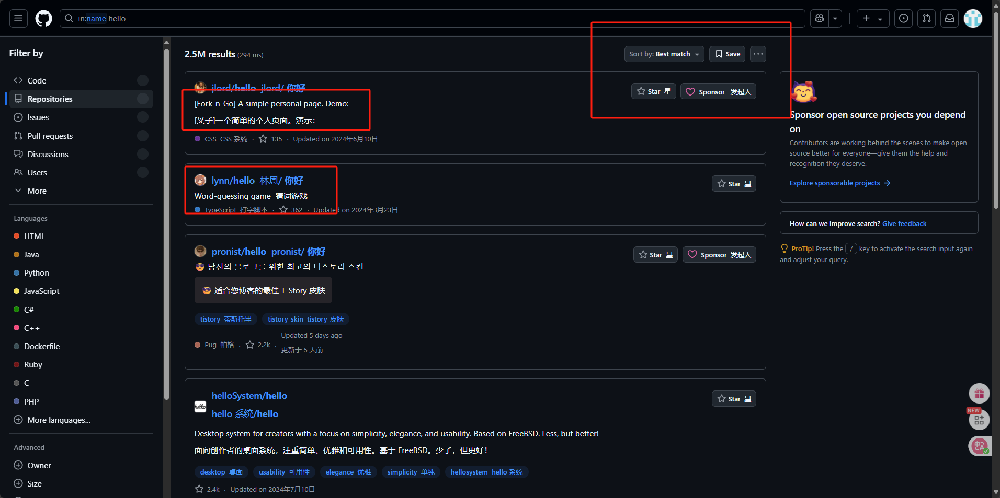 in:name hello
Filter by
Code
Repositories
Issues
Pull requests
Discussions
Users
More
Languages
HTML
Java
Python
JavaScript
C#
C++
Dockerfile
Ruby
C
PHP
More languages...
Advanced
Owner
Size
2.5M results (294 ms)
Sort by: Best match
Save
jlord/hello jlord/ 你好
Star 星
Sponsor 发起人
[Fork-n-Go] A simple personal page. Demo:
[叉子]一个简单的个人页面。演示：
CSS CSS 系统 · 135 · Updated on 2024年6月10日
lynn/hello 林恩/ 你好
Star 星
Word-guessing game 猜词游戏
TypeScript 打字脚本 · 362 · Updated on 2024年3月23日
pronist/hello pronist/ 你好
Star 星
Sponsor 发起人
😎 당신의 블로그를 위한 최고의 티스토리 스킨
😎 适合您博客的最佳 T-Story 皮肤
tistory 蒂斯托里
tistory-skin tistory-皮肤
Pug 帕格 · 2.2k ·
Updated 5 days ago
更新于 5 天前
hello
helloSystem/hello
hello 系统/hello
Star 星
Desktop system for creators with a focus on simplicity, elegance, and usability. Based on FreeBSD. Less, but better!
面向创作者的桌面系统，注重简单、优雅和可用性。基于 FreeBSD。少了，但更好！
desktop 桌面
usability 可用性
elegance 优雅
simplicity 单纯
hellosystem hello 系统
2.4k · Updated on 2024年7月10日
Sponsor open source projects you depend
on
Contributors are working behind the scenes to make open
source better for everyone—give them the help and
recognition they deserve.
Explore sponsorable projects →
How can we improve search? Give feedback
ProTip! Press the / key to activate the search input again
and adjust your query.
NEW
中A